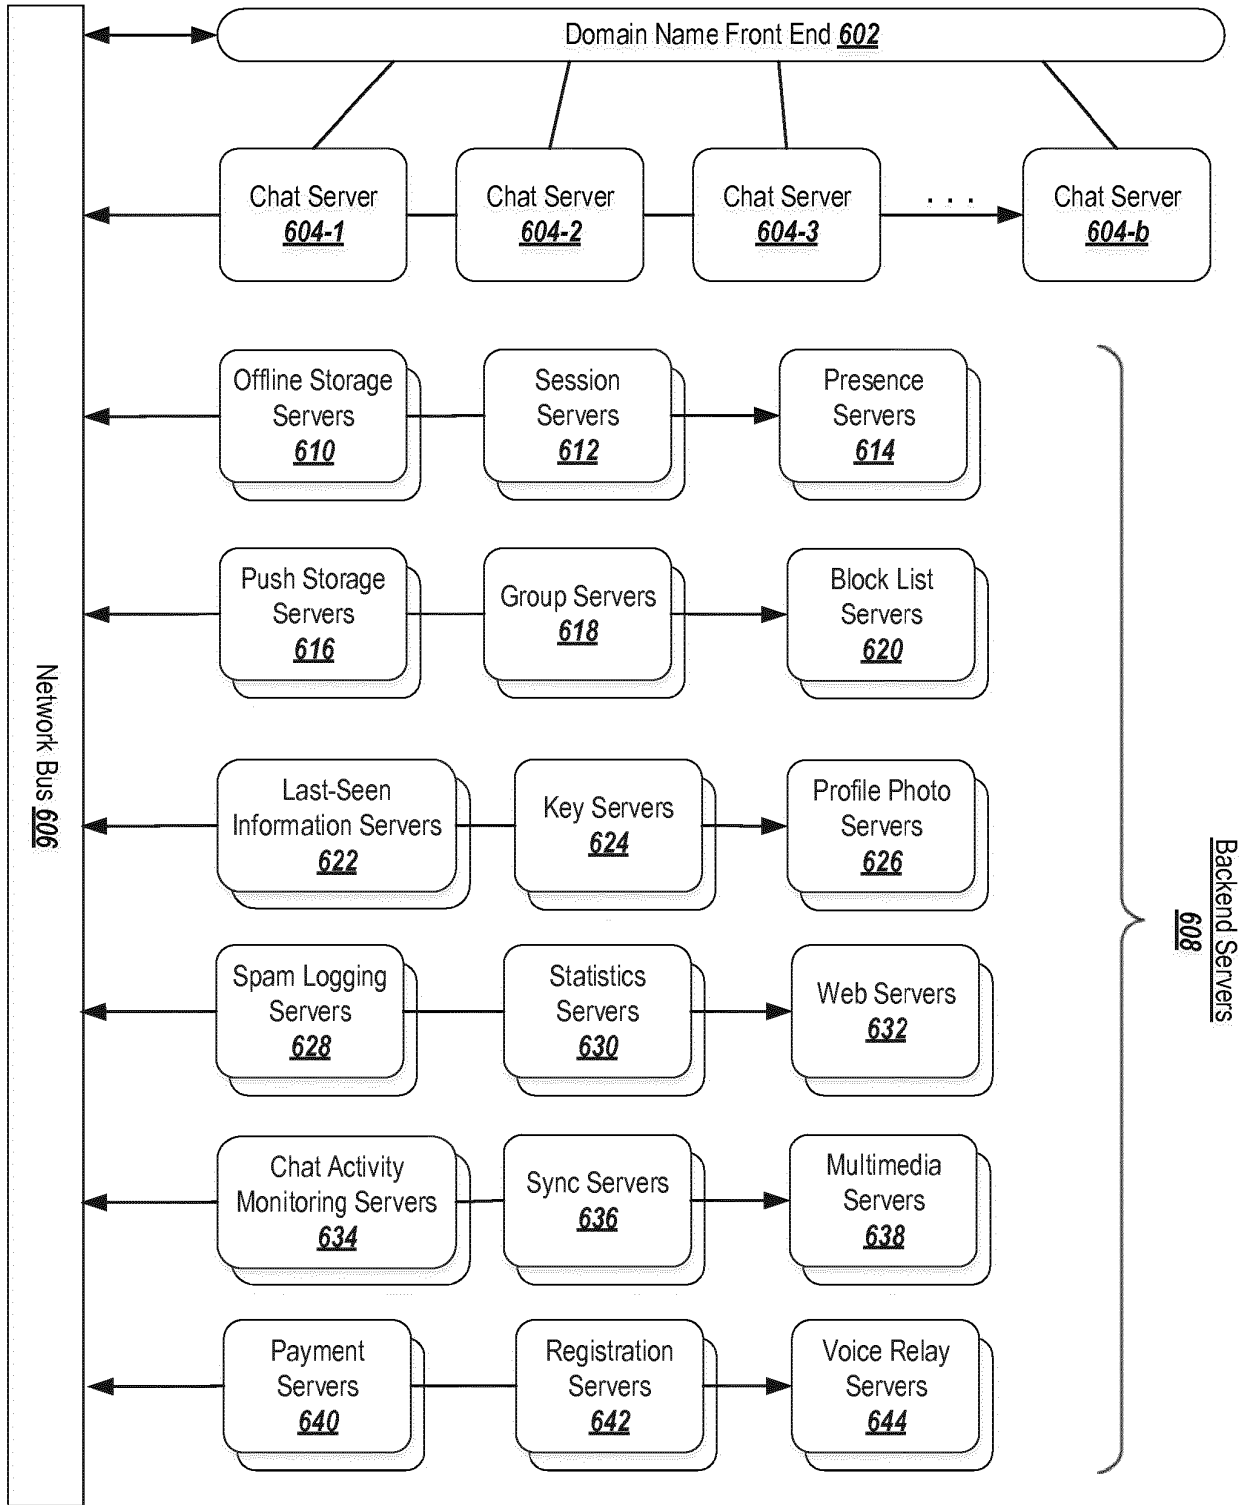 Domain Name Front End 602
Chat Server
604-1
Chat Server
604-2
Chat Server
604-3
. . .
Chat Server
604-b
Offline Storage
Servers
610
Session
Servers
612
Presence
Servers
614
Push Storage
Servers
616
Group Servers
618
Block List
Servers
620
Network Bus 606
Last-Seen
Information Servers
622
Key Servers
624
Profile Photo
Servers
626
Backend Servers
608
Spam Logging
Servers
628
Statistics
Servers
630
Web Servers
632
Chat Activity
Monitoring Servers
634
Sync Servers
636
Multimedia
Servers
638
Payment
Servers
640
Registration
Servers
642
Voice Relay
Servers
644